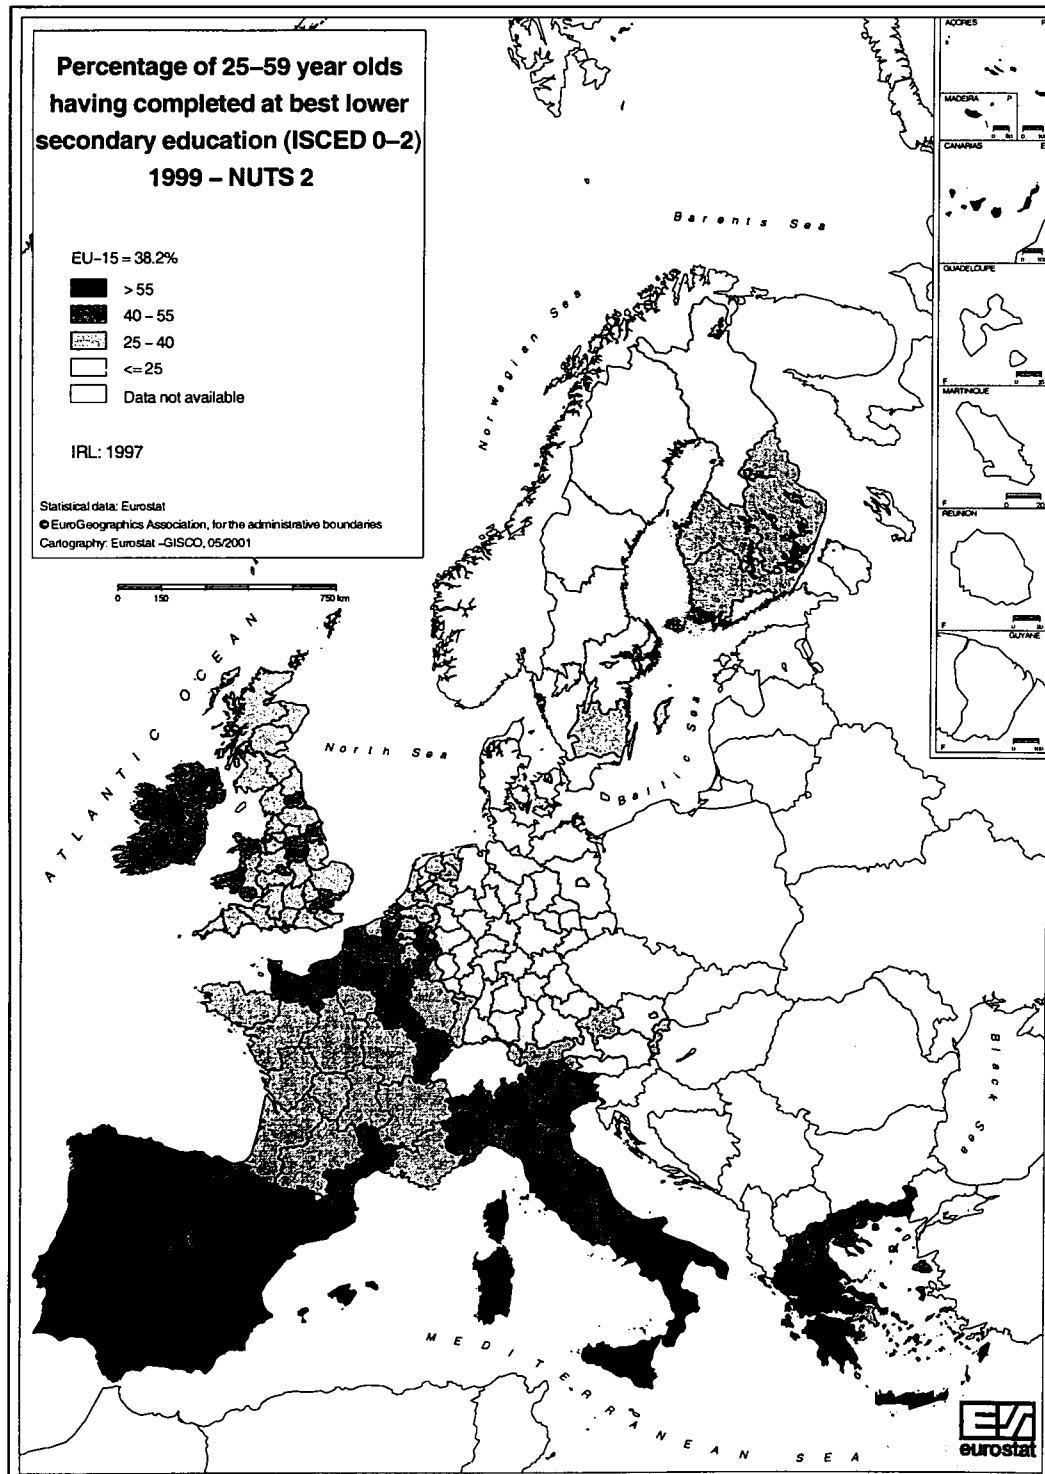 Percentage of 25–59 year olds
having completed at best lower
secondary education (ISCED 0–2)
1999 – NUTS 2
EU–15 = 38.2%
> 55
40 – 55
25 – 40
<= 25
Data not available
IRL: 1997
Statistical data: Eurostat
© EuroGeographics Association, for the administrative boundaries
Cartography: Eurostat –GISCO, 05/2001
0 150 750 km
AÇORES P
MADEIRA P
CANARIAS E
GUADELOUPE
F
MARTINIQUE
F
REUNION
F
GUYANE
F
Barents Sea
Norwegian Sea
ATLANTIC OCEAN
North Sea
Baltic Sea
Black Sea
MEDITERRANEAN SEA
eurostat